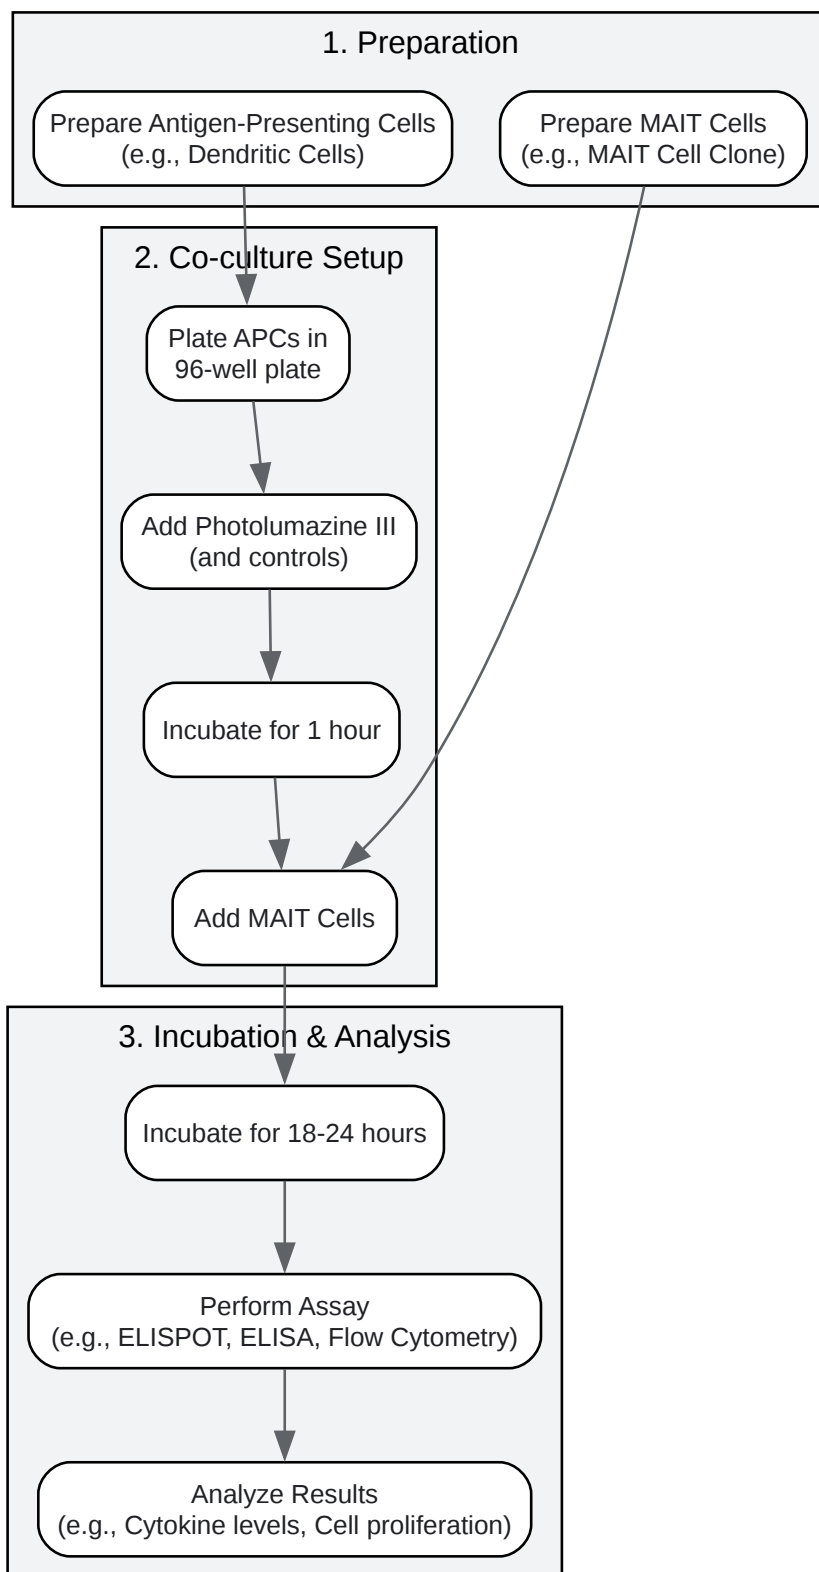 1. Preparation
Prepare Antigen-Presenting Cells
(e.g., Dendritic Cells)
Prepare MAIT Cells
(e.g., MAIT Cell Clone)
2. Co-culture Setup
Plate APCs in
96-well plate
Add Photolumazine III
(and controls)
Incubate for 1 hour
Add MAIT Cells
3. Incubation & Analysis
Incubate for 18-24 hours
Perform Assay
(e.g., ELISPOT, ELISA, Flow Cytometry)
Analyze Results
(e.g., Cytokine levels, Cell proliferation)